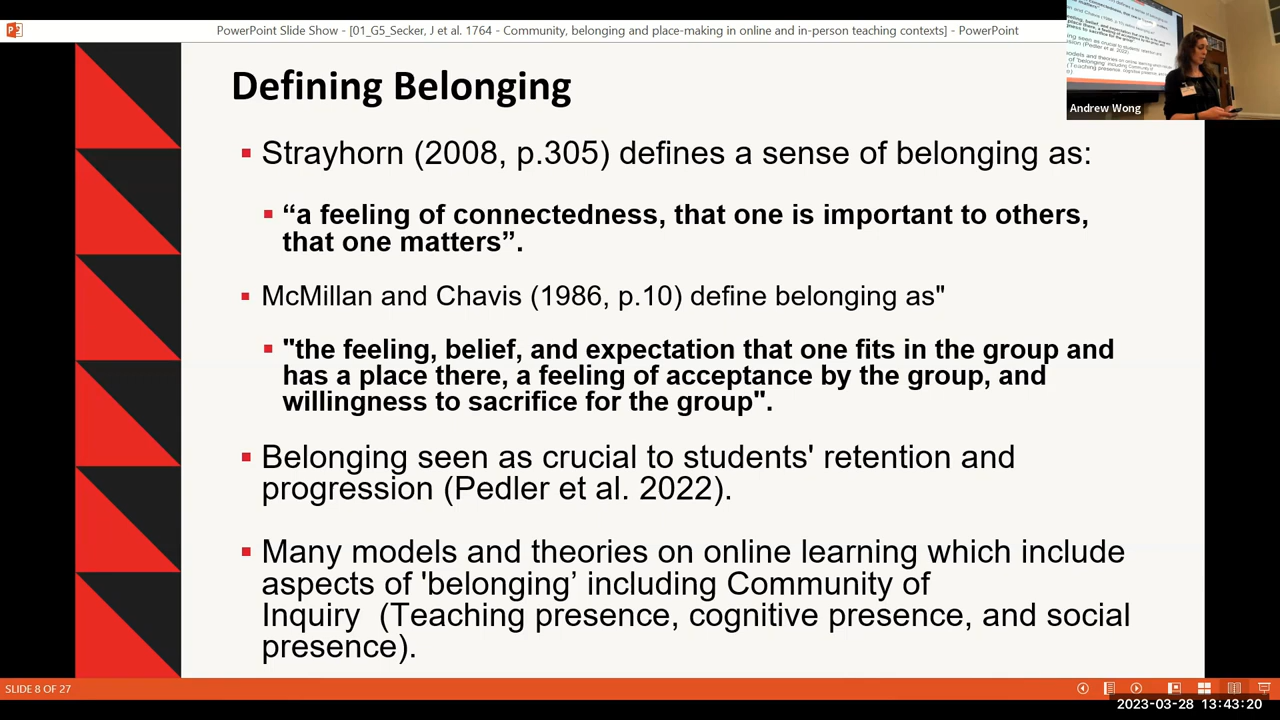 PowerPoint Slide Show - [01_C5_Secker_J et al. 1764 - Community, belonging and place-making in online and in-person teaching contexts] - PowerPoint
Defining Belonging
Strayhorn (2008, p.305) defines a sense of belonging as:
“a feeling of connectedness, that one is important to others,
that one matters”.
McMillan and Chavis (1986, p.10) define belonging as"
"the feeling, belief, and expectation that one fits in the group and
has a place there, a feeling of acceptance by the group, and
willingness to sacrifice for the group".
Belonging seen as crucial to students' retention and
progression (Pedler et al. 2022).
Many models and theories on online learning which include
aspects of 'belonging’ including Community of
Inquiry (Teaching presence, cognitive presence, and social
presence).
Andrew Wong
SLIDE 8 OF 27
2023-03-28 13:43:20